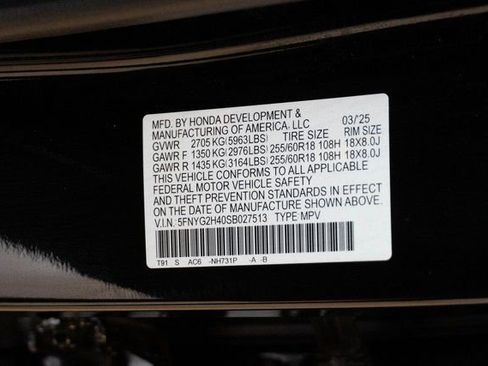 MFD. BY HONDA DEVELOPMENT &
MANUFACTURING OF AMERICA, LLC 03/'25
GVWR 2705 KG(5963LBS) TIRE SIZE RIM SIZE
GAWR F 1350 KG(2976LBS) 255/60R18 108H 18X8.0J
GAWR R 1435 KG(3164LBS) 255/60R18 108H 18X8.0J
THIS VEHICLE CONFORMS TO ALL APPLICABLE
FEDERAL MOTOR VEHICLE SAFETY
AND THEFT PREVENTION STANDARDS IN EFFECT
ON THE DATE OF MANUFACTURE SHOWN ABOVE.
V.I.N. 5FNYG2H40SB027513 TYPE MPV
T91 S AC6 -NH731P -A -B